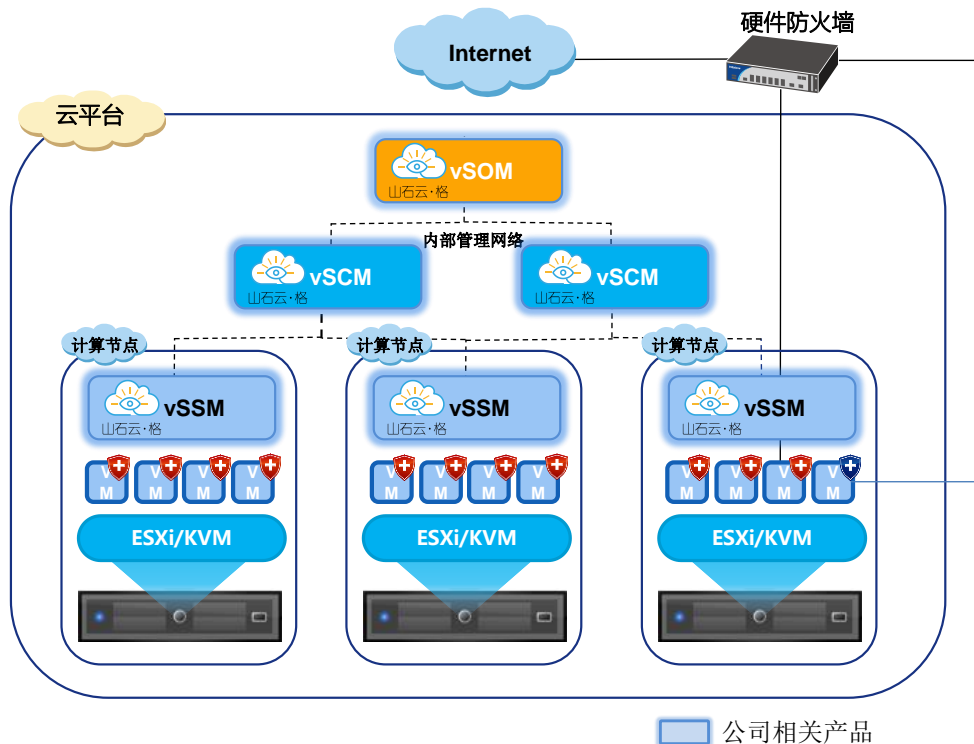 硬件防火墙
Internet
云平台
vSOM
山石云·格
内部管理网络
vSCM
山石云·格
vSCM
山石云·格
计算节点
计算节点
计算节点
vSSM
山石云·格
vSSM
山石云·格
vSSM
山石云·格
VM
VM
VM
VM
VM
VM
VM
VM
VM
VM
VM
VM
ESXi/KVM
ESXi/KVM
ESXi/KVM
公司相关产品